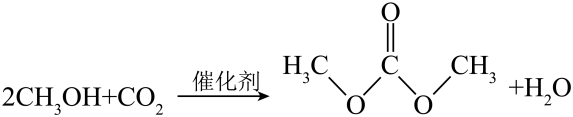 O
H₃C C CH₃
2CH₃OH+CO₂ 催化剂 O O +H₂O